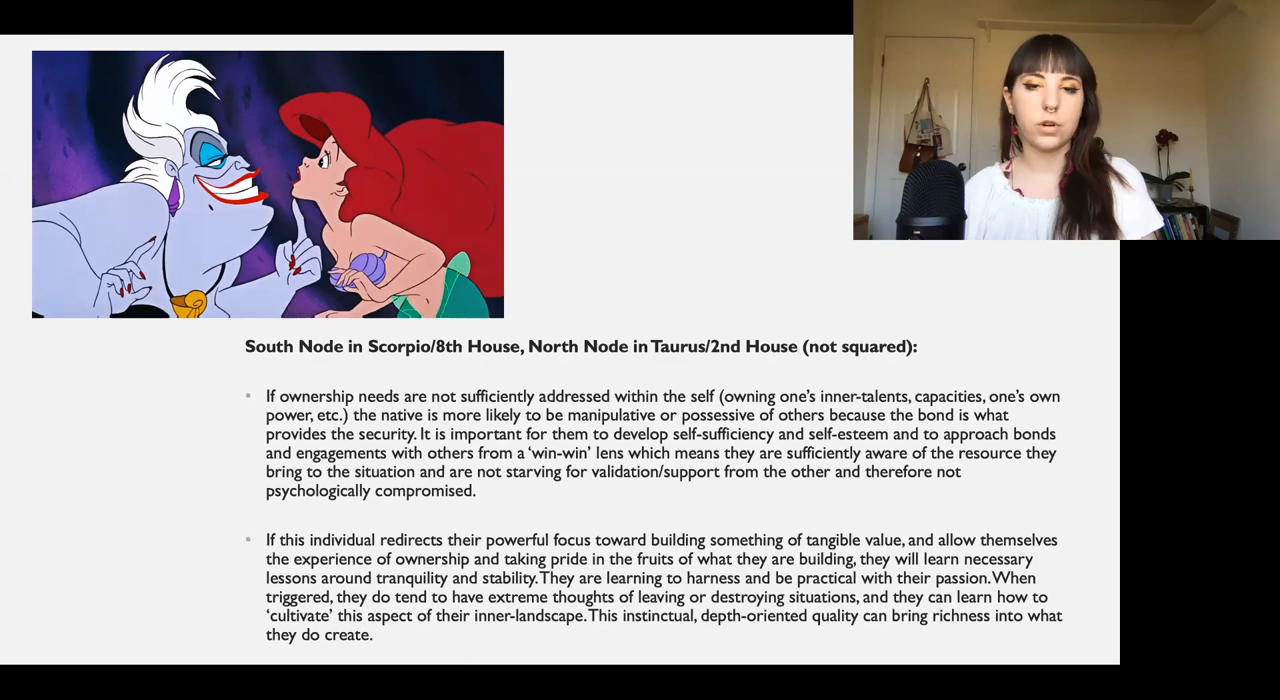 South Node in Scorpio/8th House, North Node in Taurus/2nd House (not squared):
• If ownership needs are not sufficiently addressed within the self (owning one’s inner-talents, capacities, one’s own
power, etc.) the native is more likely to be manipulative or possessive of others because the bond is what
provides the security. It is important for them to develop self-sufficiency and self-esteem and to approach bonds
and engagements with others from a ‘win-win’ lens which means they are sufficiently aware of the resource they
bring to the situation and are not starving for validation/support from the other and therefore not
psychologically compromised.
• If this individual redirects their powerful focus toward building something of tangible value, and allow themselves
the experience of ownership and taking pride in the fruits of what they are building, they will learn necessary
lessons around tranquility and stability. They are learning to harness and be practical with their passion. When
triggered, they do tend to have extreme thoughts of leaving or destroying situations, and they can learn how to
‘cultivate’ this aspect of their inner-landscape. This instinctual, depth-oriented quality can bring richness into what
they do create.